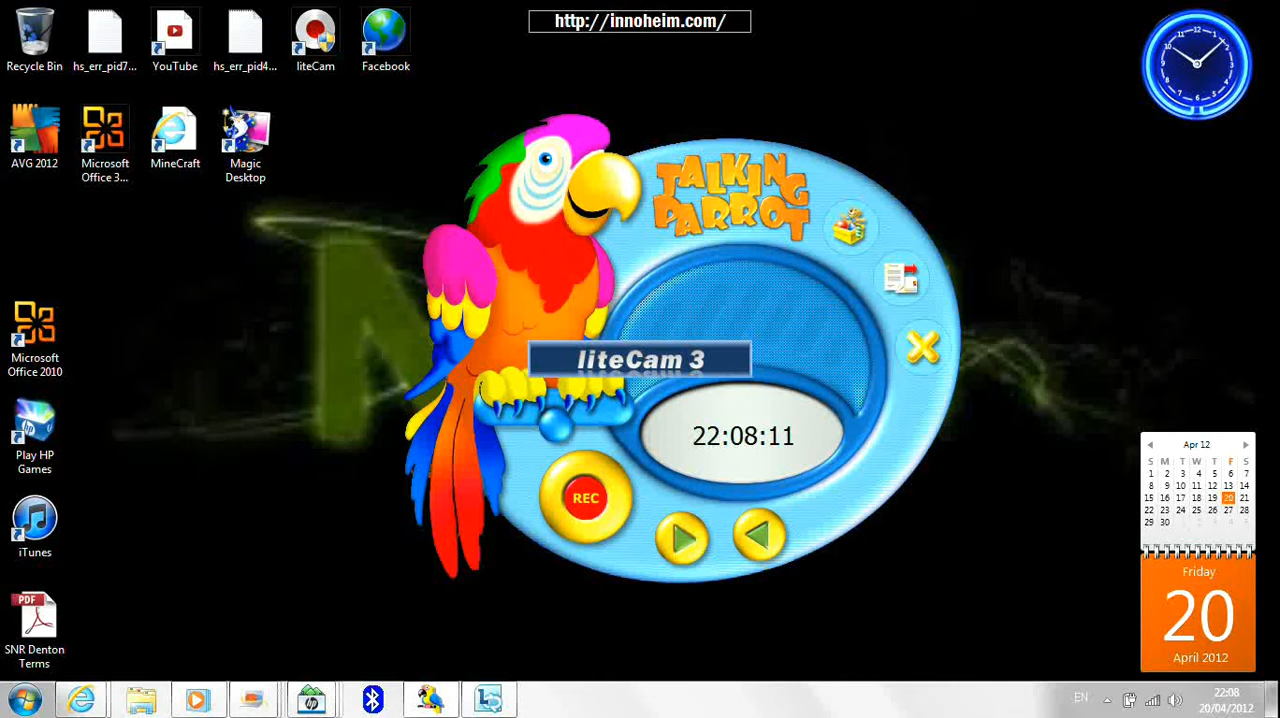 http://innoheim.com/
Recycle Bin
hs_err_pid7...
YouTube
hs_err_pid4...
liteCam
Facebook
AVG 2012
Microsoft
Office 3...
MineCraft
Magic
Desktop
TALKING
PARROT
liteCam 3
22:08:11
REC
Microsoft
Office 2010
Play HP
Games
iTunes
PDF
SNR Denton
Terms
Apr 12
S M T W T F S
1 2 3 4 5 6 7
8 9 10 11 12 13 14
15 16 17 18 19 20 21
22 23 24 25 26 27 28
29 30
Friday
20
April 2012
EN
22:08
20/04/2012